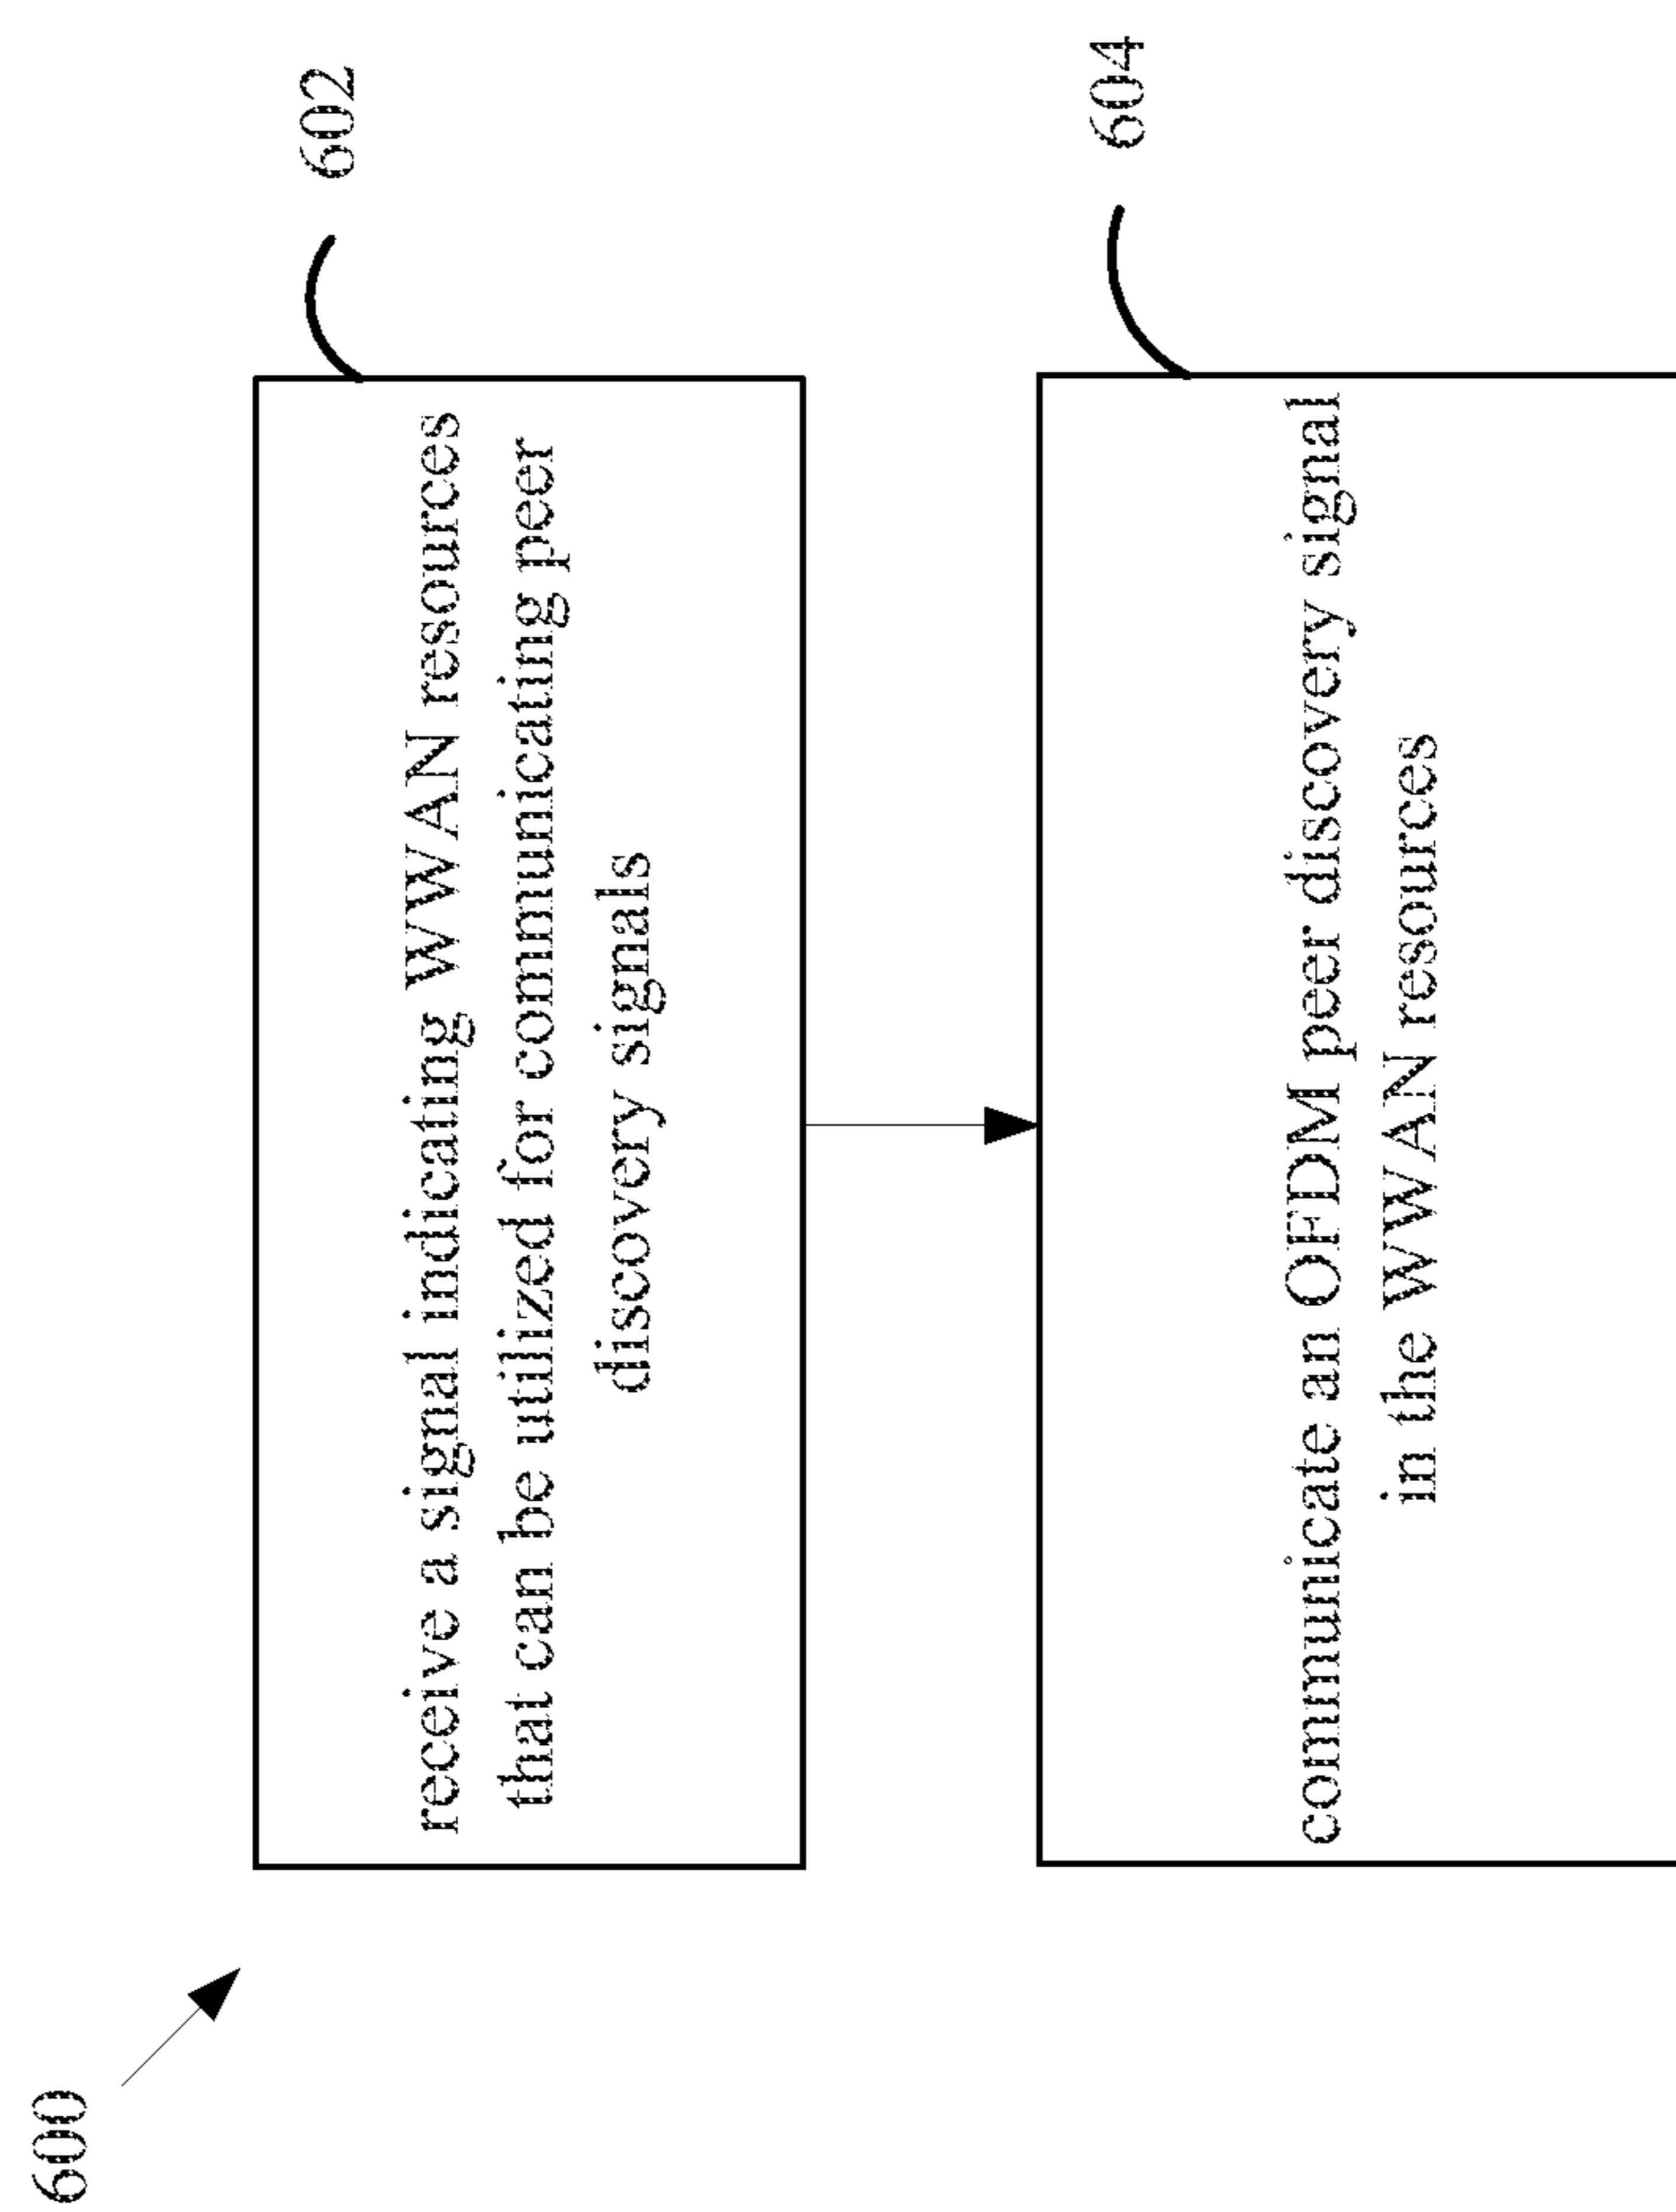 600
602
receive a signal indicating WWAN resources
that can be utilized for communicating peer
discovery signals
604
communicate an OFDM peer discovery signal
in the WWAN resources